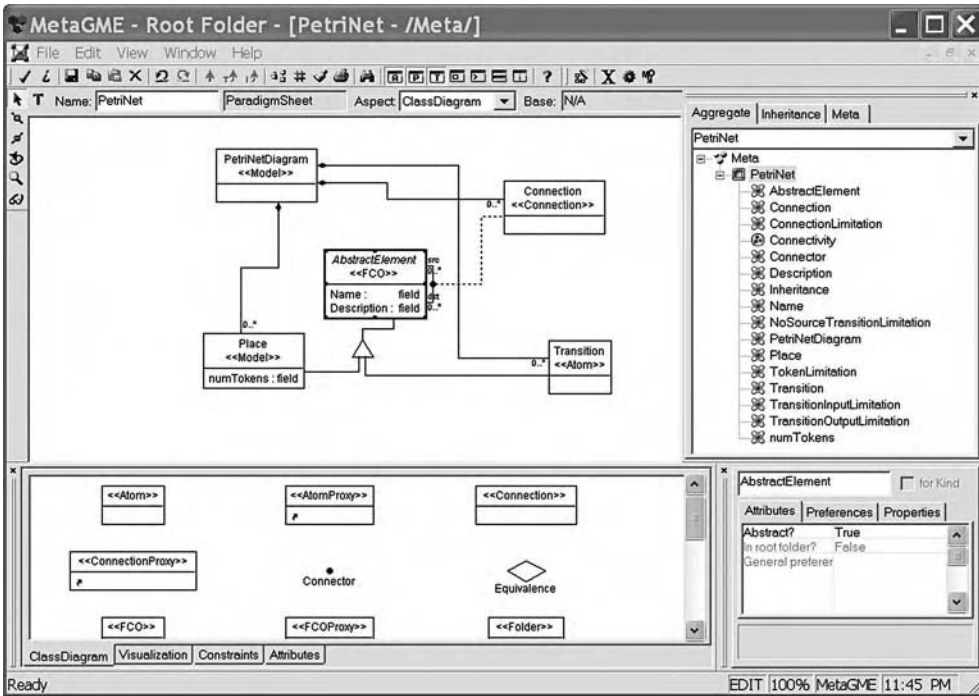 MetaGME - Root Folder - [PetriNet - /Meta/]
File Edit View Window Help
T Name: PetriNet ParadigmSheet Aspect: ClassDiagram Base: N/A
PetriNetDiagram
<<Model>>
Connection
<<Connection>>
0..*
AbstractElement
<<FCO>>
src
0..*
Name : field
Description : field
dst
0..*
0..*
Place
<<Model>>
numTokens : field
Transition
<<Atom>>
0..*
Aggregate Inheritance Meta
PetriNet
Meta
PetriNet
AbstractElement
Connection
ConnectionLimitation
Connectivity
Connector
Description
Inheritance
Name
NoSourceTransitionLimitation
PetriNetDiagram
Place
TokenLimitation
Transition
TransitionInputLimitation
TransitionOutputLimitation
numTokens
<<Atom>>
<<AtomProxy>>
<<Connection>>
<<ConnectionProxy>>
Connector
Equivalence
<<FCO>>
<<FCOProxy>>
<<Folder>>
ClassDiagram Visualization Constraints Attributes
AbstractElement for Kind
Attributes Preferences Properties
Abstract? True
In root folder? False
General preferer
Ready
EDIT 100% MetaGME 11:45 PM